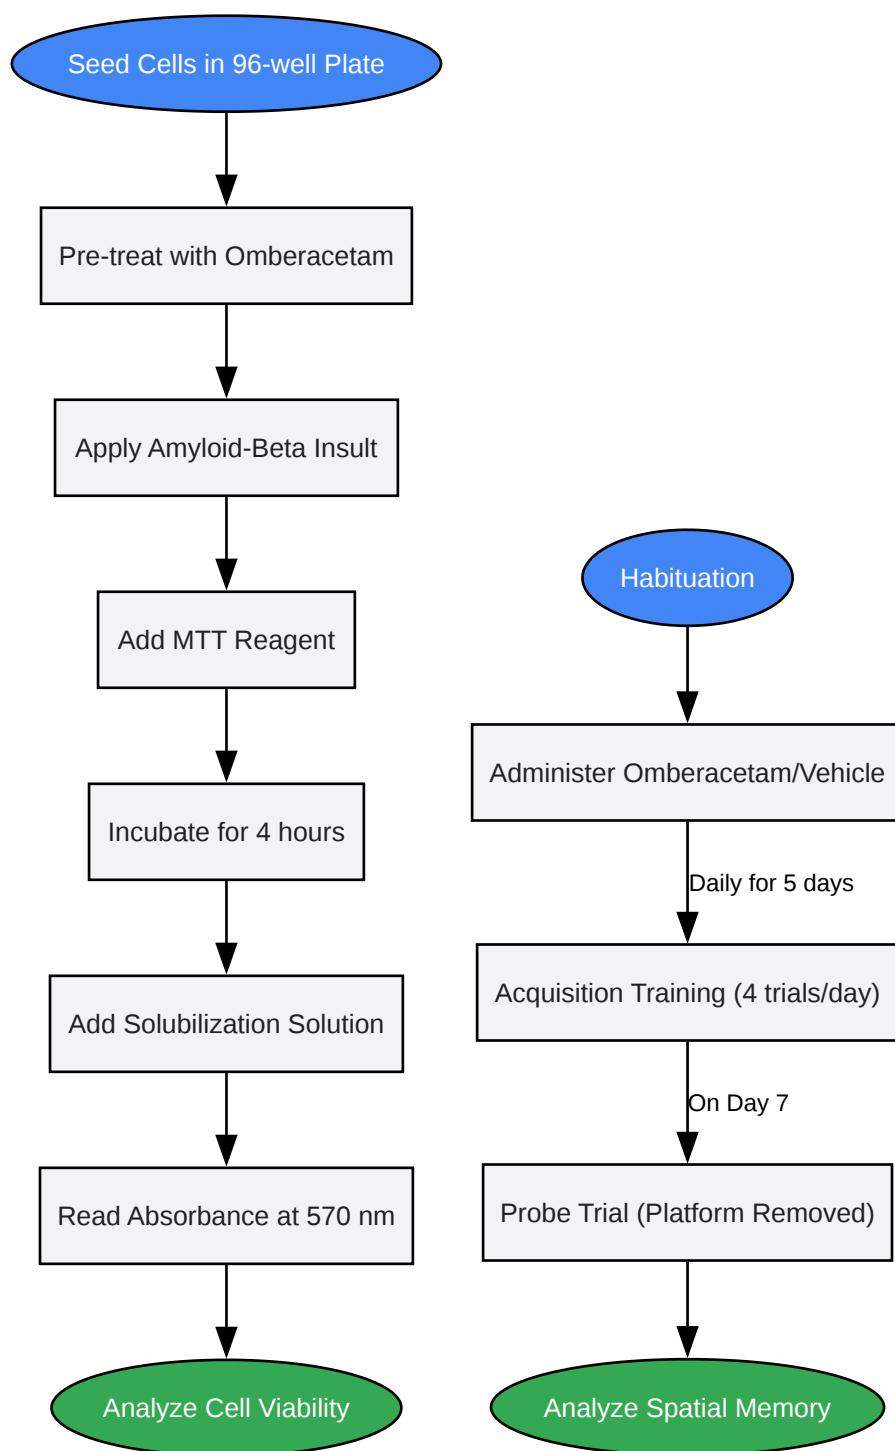 Seed Cells in 96-well Plate
Pre-treat with Omberacetam
Apply Amyloid-Beta Insult
Add MTT Reagent
Incubate for 4 hours
Add Solubilization Solution
Read Absorbance at 570 nm
Analyze Cell Viability
Habituation
Administer Omberacetam/Vehicle
Daily for 5 days
Acquisition Training (4 trials/day)
On Day 7
Probe Trial (Platform Removed)
Analyze Spatial Memory